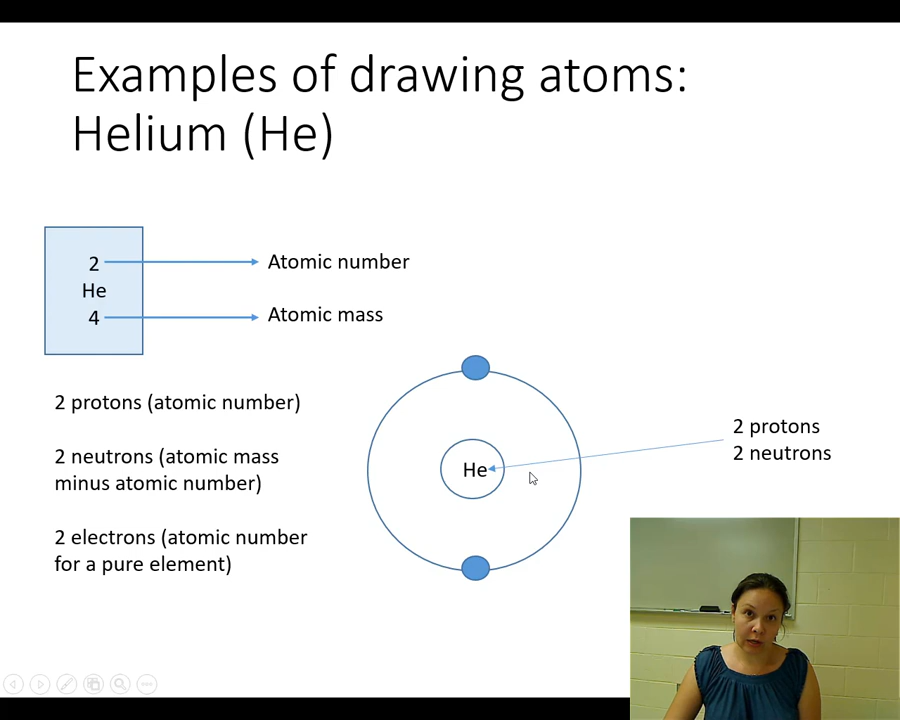 Examples of drawing atoms:
Helium (He)
2
Atomic number
He
4
Atomic mass
2 protons (atomic number)
2 neutrons (atomic mass
minus atomic number)
2 electrons (atomic number
for a pure element)
He
2 protons
2 neutrons